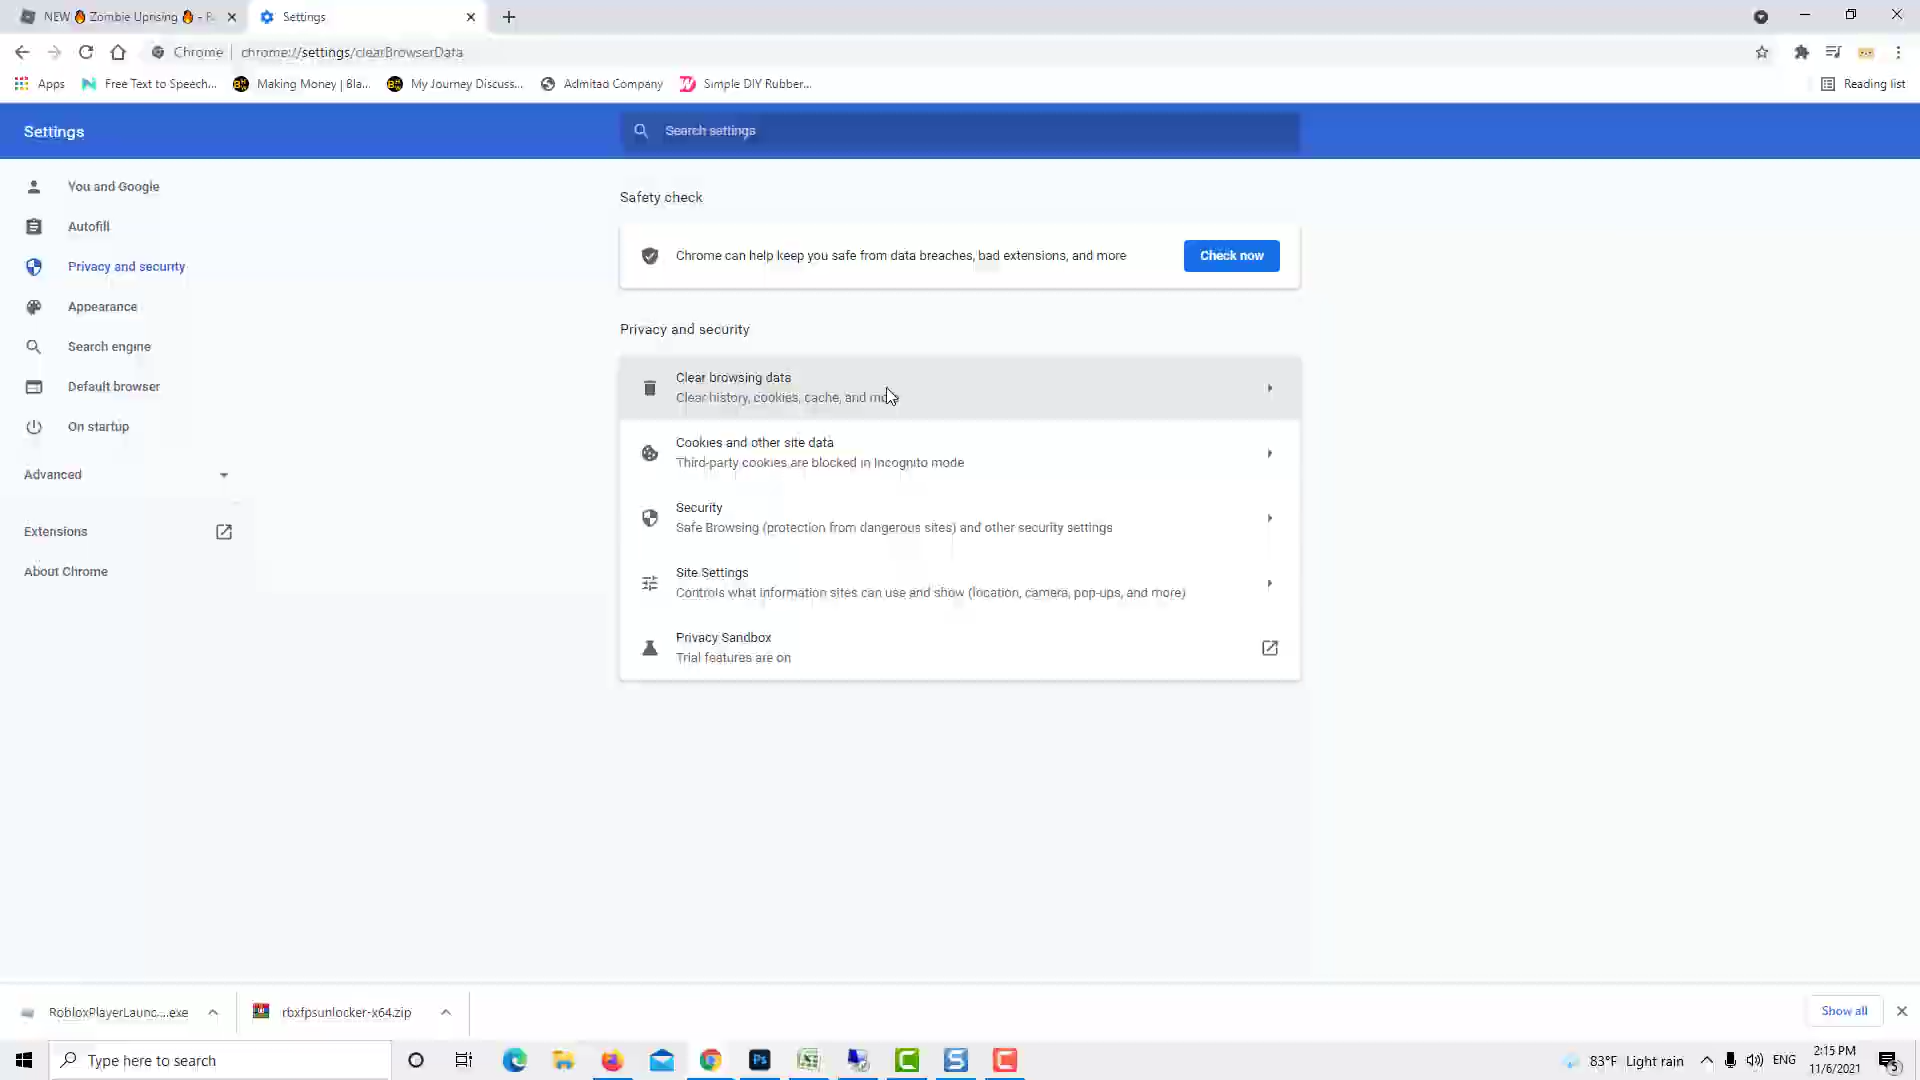 NEW 🔥 Zombie Uprising 🔥 - R
Settings
Chrome
chrome://settings/clearBrowserData
Apps
Free Text to Speech...
Making Money | Bla...
My Journey Discuss...
Admitad Company
Simple DIY Rubber...
Reading list
Settings
Search settings
You and Google
Autofill
Privacy and security
Appearance
Search engine
Default browser
On startup
Advanced
Extensions
About Chrome
Safety check
Chrome can help keep you safe from data breaches, bad extensions, and more
Check now
Privacy and security
Clear browsing data
Clear history, cookies, cache, and more
Cookies and other site data
Third-party cookies are blocked in Incognito mode
Security
Safe Browsing (protection from dangerous sites) and other security settings
Site Settings
Controls what information sites can use and show (location, camera, pop-ups, and more)
Privacy Sandbox
Trial features are on
RobloxPlayerLaunc....exe
rbxfpsunlocker-x64.zip
Show all
Type here to search
Ps
83°F Light rain
ENG
2:15 PM
11/6/2021
5